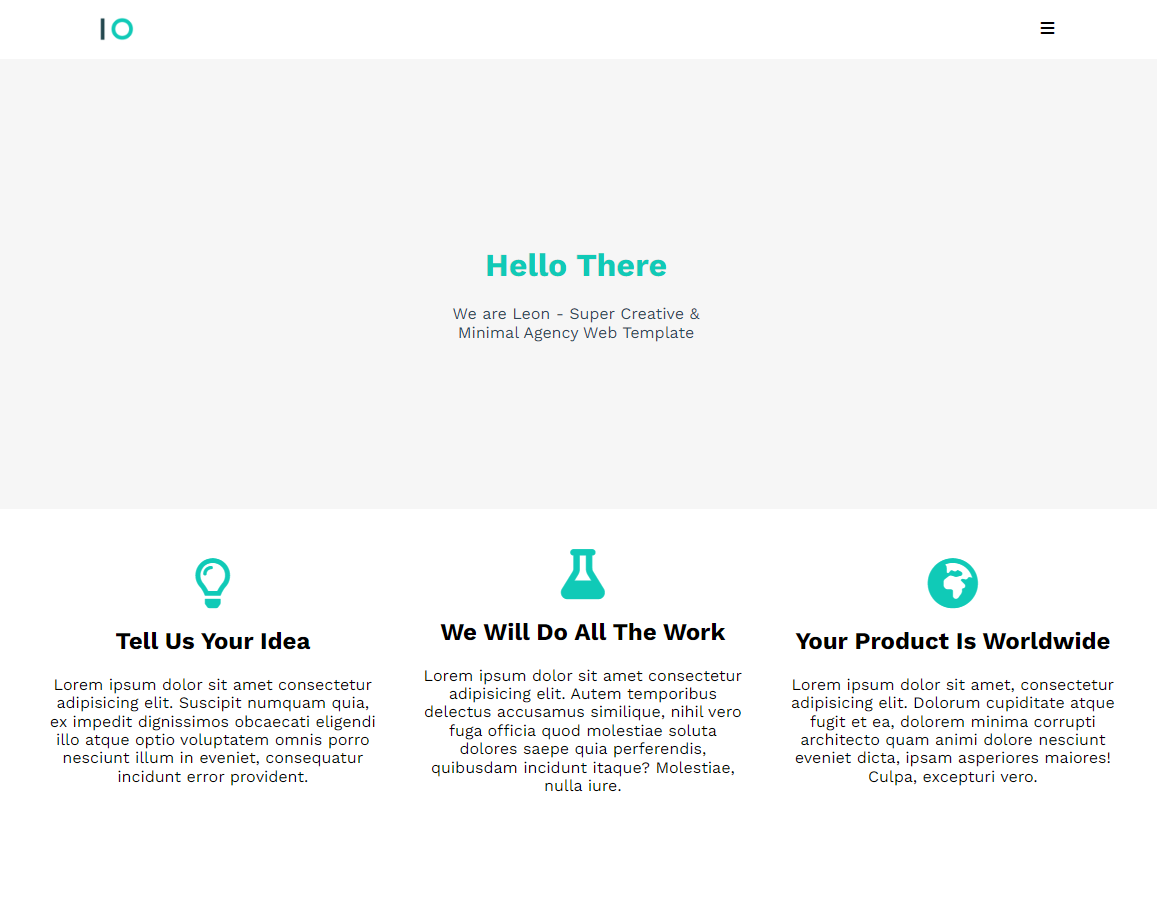 IO
Hello There
We are Leon - Super Creative &
Minimal Agency Web Template
Tell Us Your Idea
Lorem ipsum dolor sit amet consectetur
adipisicing elit. Suscipit numquam quia,
ex impedit dignissimos obcaecati eligendi
illo atque optio voluptatem omnis porro
nesciunt illum in eveniet, consequatur
incidunt error provident.
We Will Do All The Work
Lorem ipsum dolor sit amet consectetur
adipisicing elit. Autem temporibus
delectus accusamus similique, nihil vero
fuga officia quod molestiae soluta
dolores saepe quia perferendis,
quibusdam incidunt itaque? Molestiae,
nulla iure.
Your Product Is Worldwide
Lorem ipsum dolor sit amet, consectetur
adipisicing elit. Dolorum cupiditate atque
fugit et ea, dolorem minima corrupti
architecto quam animi dolore nesciunt
eveniet dicta, ipsam asperiores maiores!
Culpa, excepturi vero.